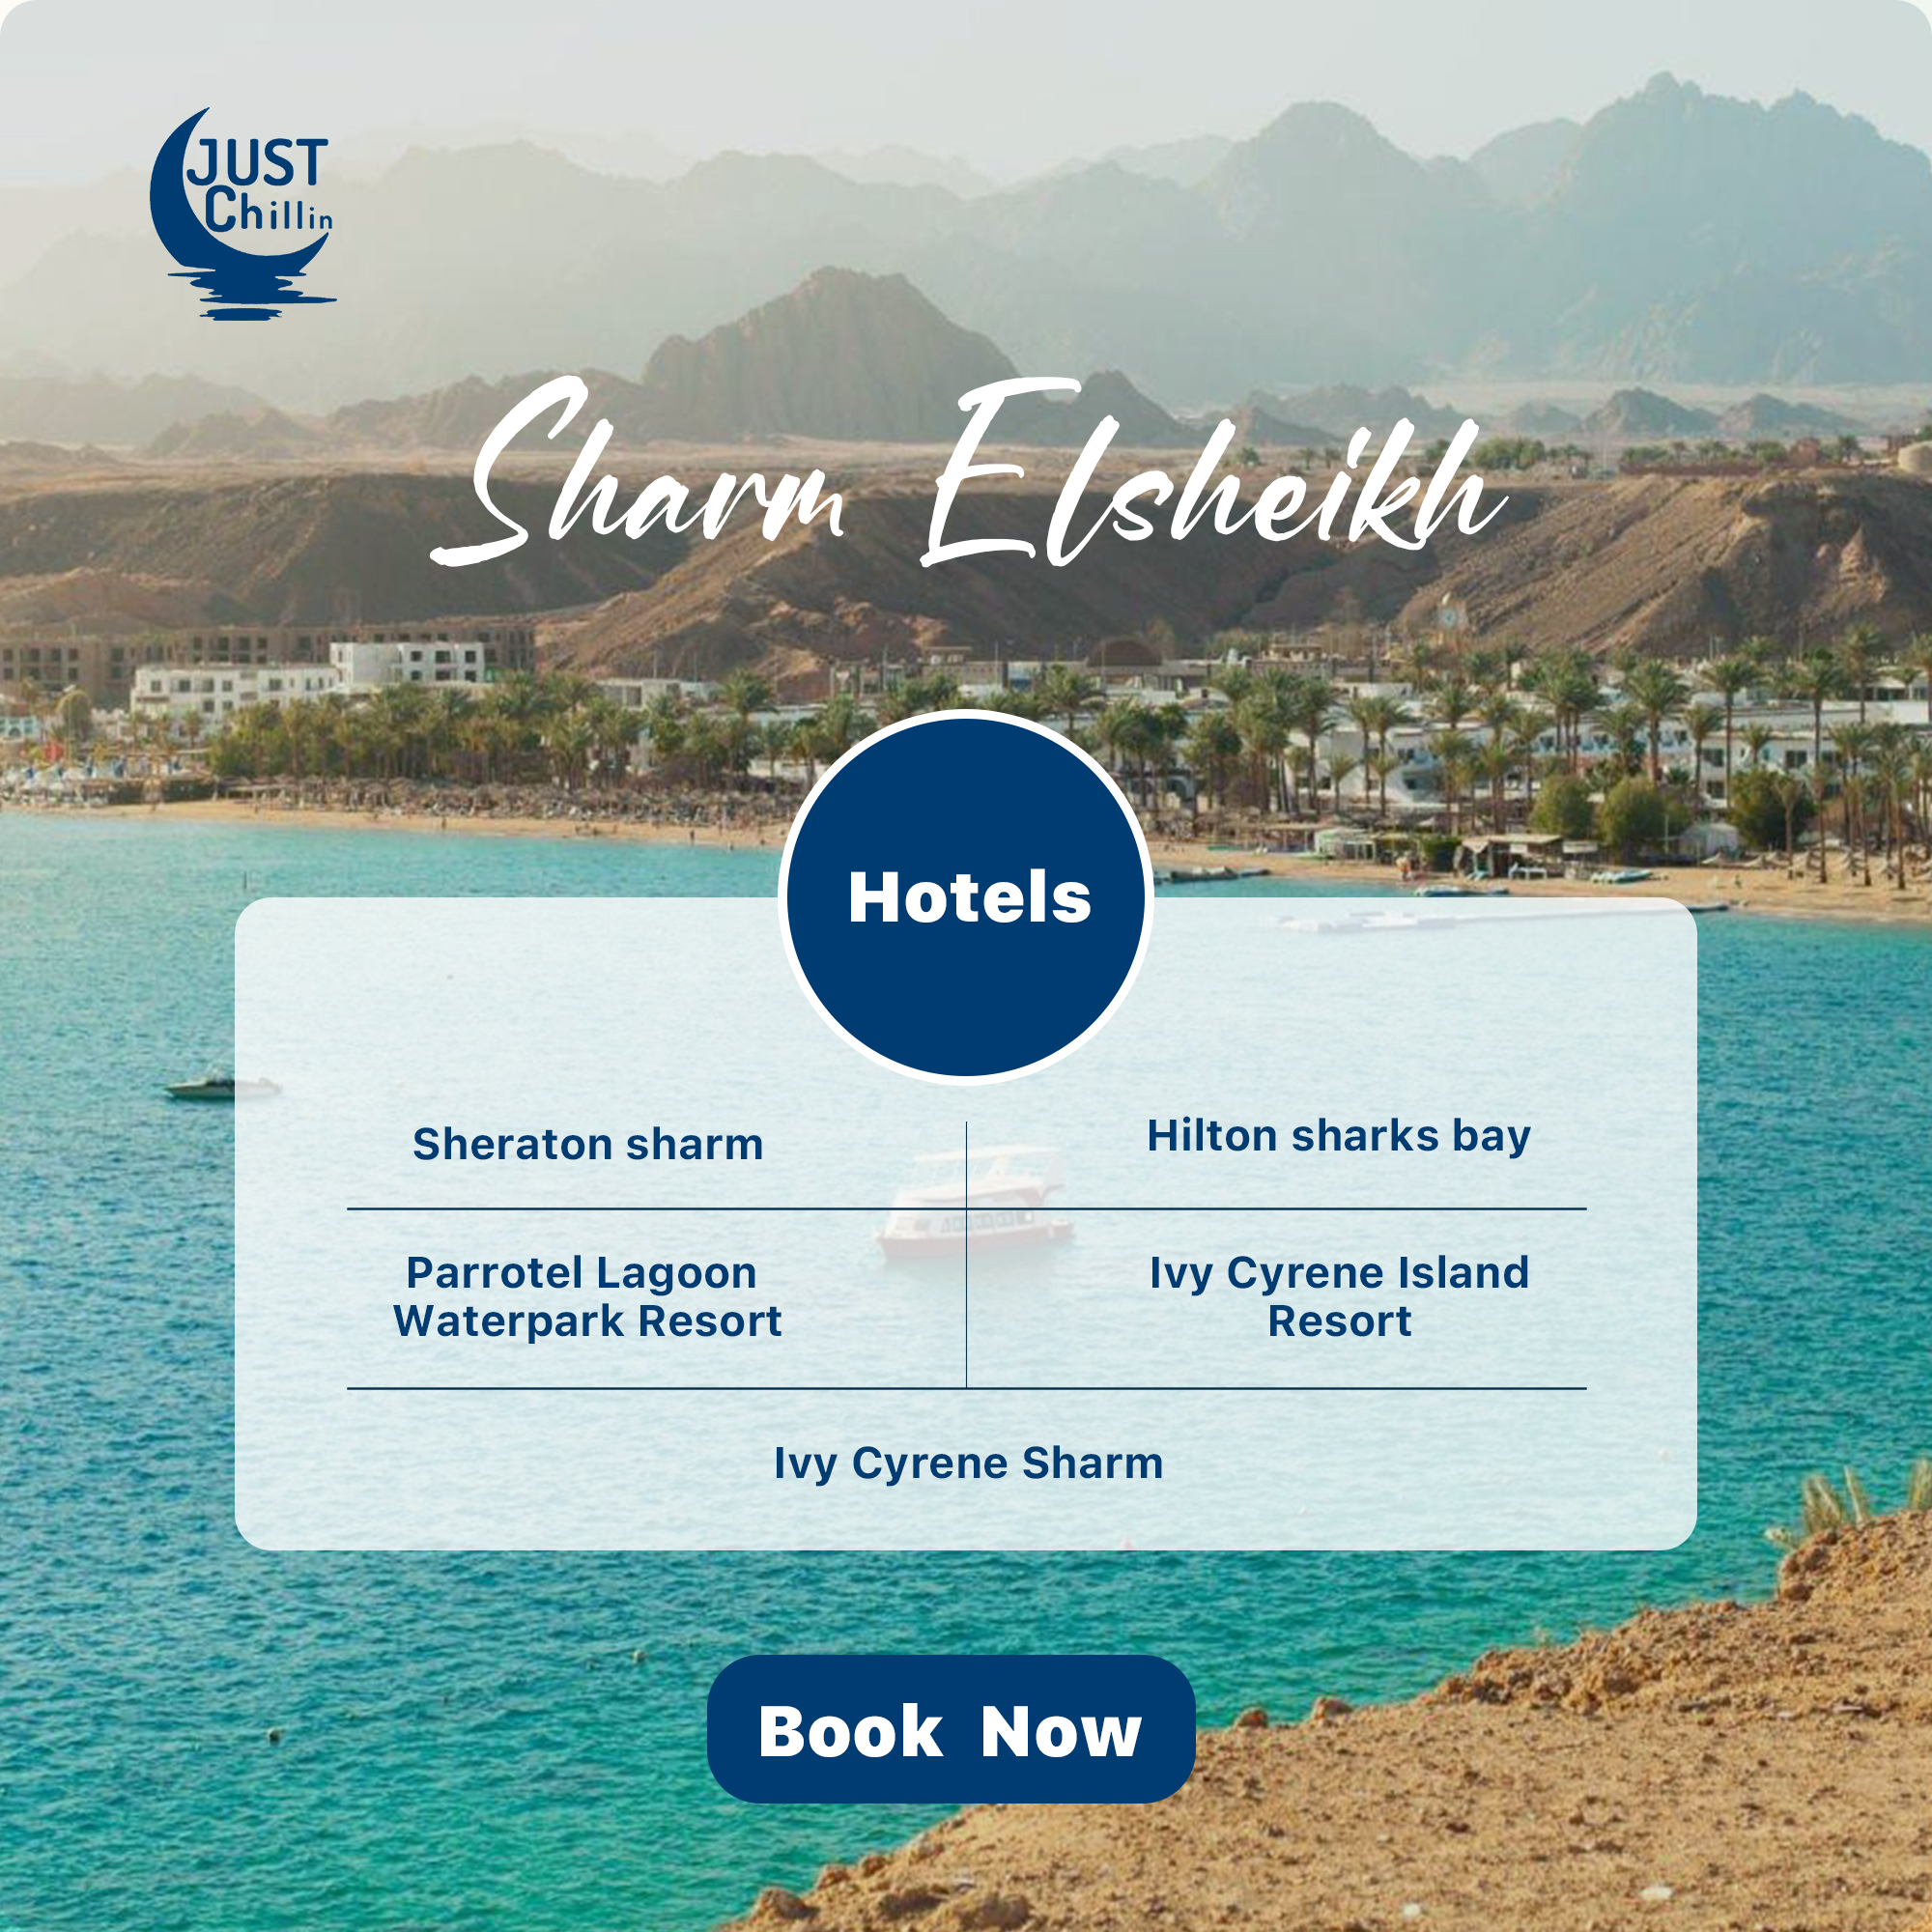 JUST
Chillin
Sharm Elsheikh
Hotels
Sheraton sharm
Hilton sharks bay
Parrotel Lagoon
Waterpark Resort
Ivy Cyrene Island
Resort
Ivy Cyrene Sharm
Book Now